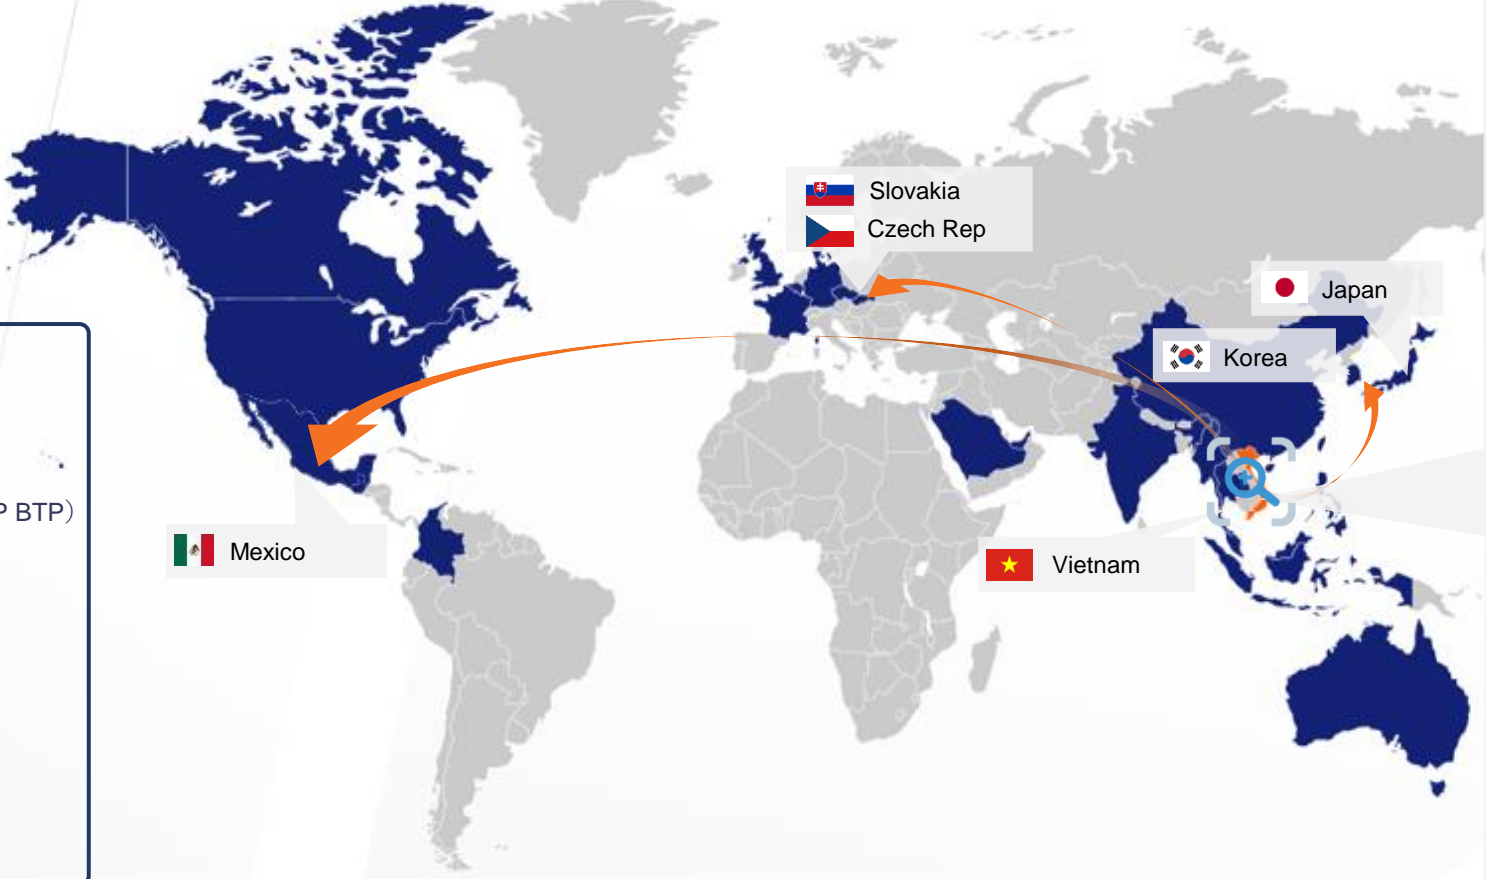 Slovakia
Czech Rep
Japan
Korea
P BTP）
Mexico
Vietnam